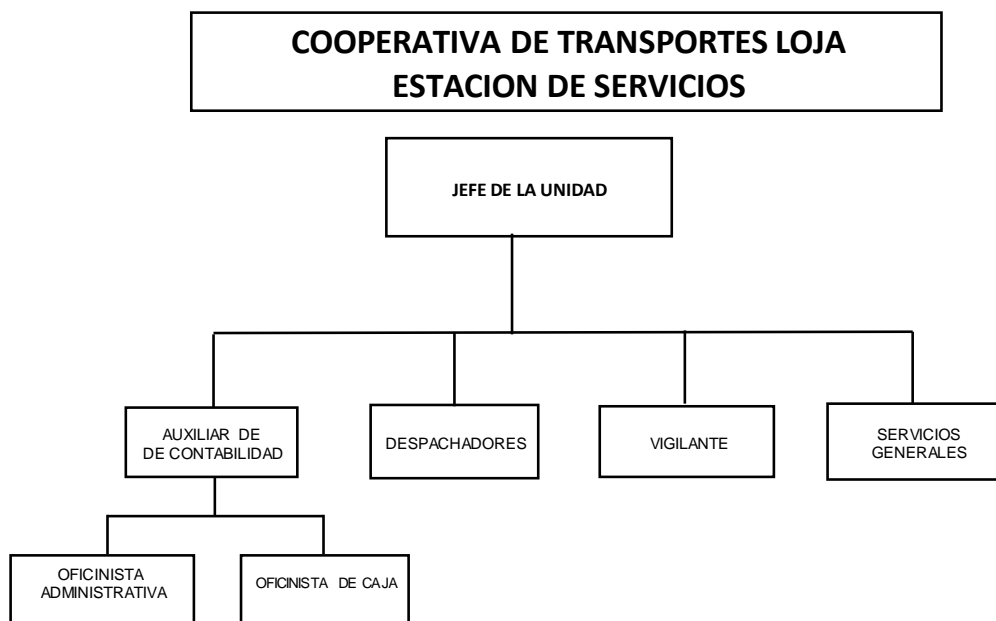 COOPERATIVA DE TRANSPORTES LOJA
ESTACION DE SERVICIOS
JEFE DE LA UNIDAD
AUXILIAR DE
DE CONTABILIDAD
DESPACHADORES
VIGILANTE
SERVICIOS
GENERALES
OFICINISTA
ADMINISTRATIVA
OFICINISTA DE CAJA